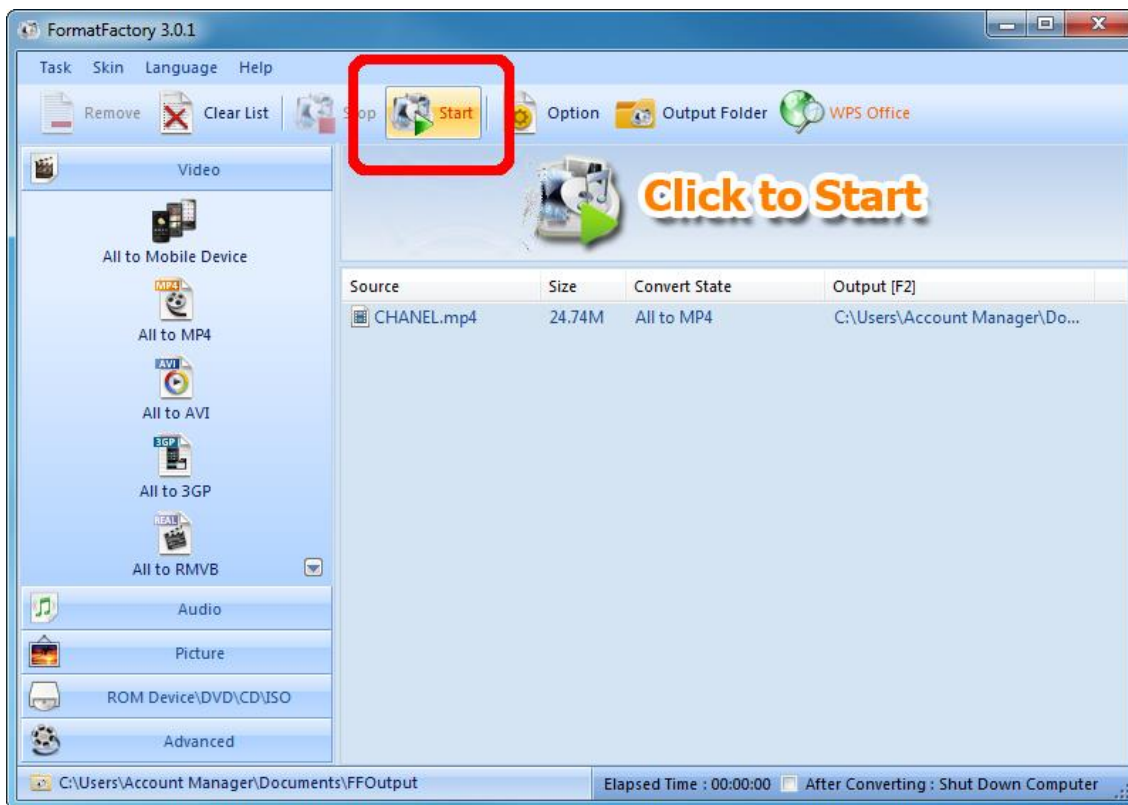 FormatFactory 3.0.1
Task Skin Language Help
Remove Clear List Stop Start Option Output Folder WPS Office
Video
Click to Start
All to Mobile Device
MP4
All to MP4
AVI
All to AVI
3GP
All to 3GP
REAL
All to RMVB
Audio
Picture
ROM Device\DVD\CD\ISO
Advanced
Source Size Convert State Output [F2]
CHANEL.mp4 24.74M All to MP4 C:\Users\Account Manager\Do...
C:\Users\Account Manager\Documents\FFOutput
Elapsed Time : 00:00:00 After Converting : Shut Down Computer